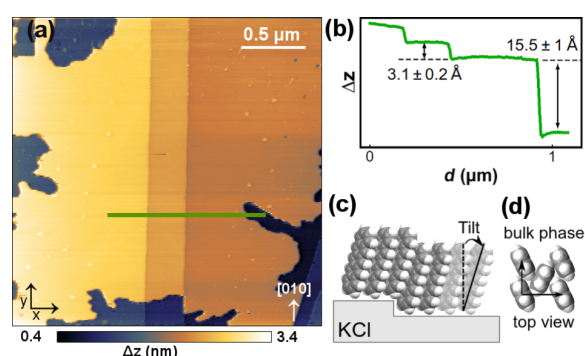 (a)
0.5 µm
y
x
[010]
0.4
3.4
Δz (nm)
(b)
15.5 ± 1 Å
3.1 ± 0.2 Å
Δz
0
1
d (µm)
(c)
Tilt
KCl
(d)
bulk phase
top view